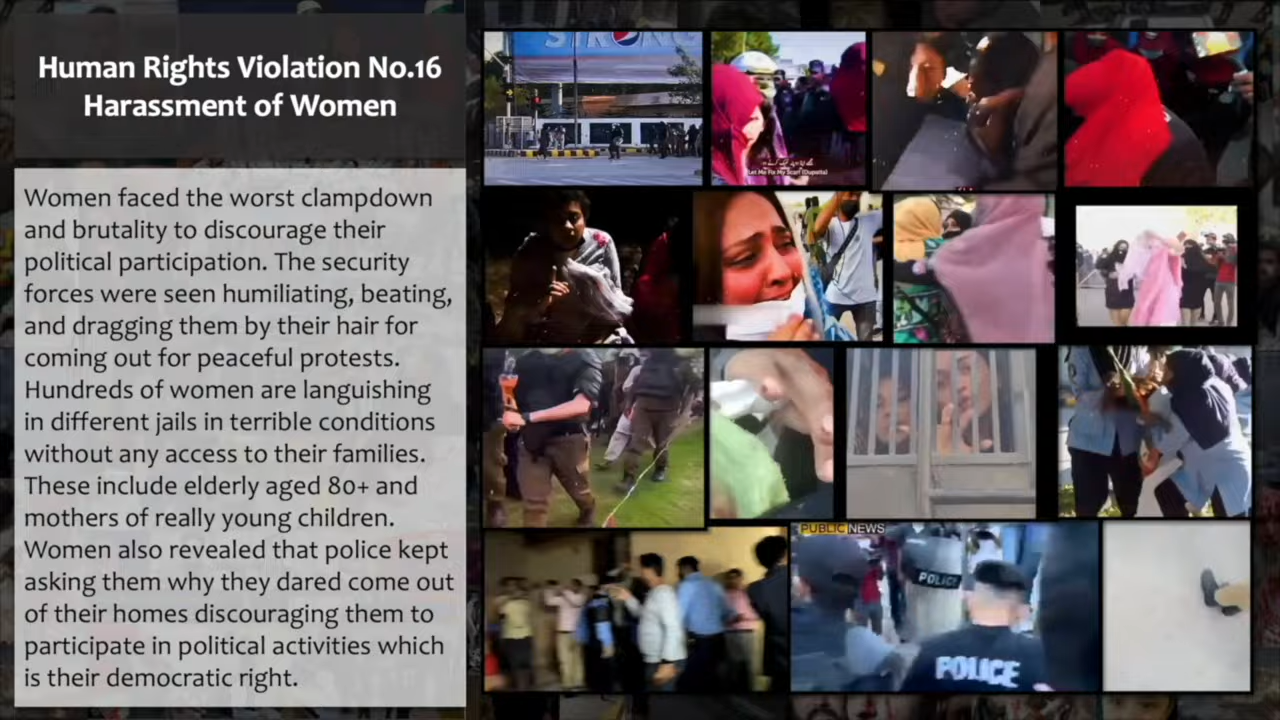 Human Rights Violation No.16
Harassment of Women
Women faced the worst clampdown
and brutality to discourage their
political participation. The security
forces were seen humiliating, beating,
and dragging them by their hair for
coming out for peaceful protests.
Hundreds of women are languishing
in different jails in terrible conditions
without any access to their families.
These include elderly aged 80+ and
mothers of really young children.
Women also revealed that police kept
asking them why they dared come out
of their homes discouraging them to
participate in political activities which
is their democratic right.
STRONG
Let Me Fix My Scarf (Dupatta)
PUBLIC NEWS
POLICE
POLICE